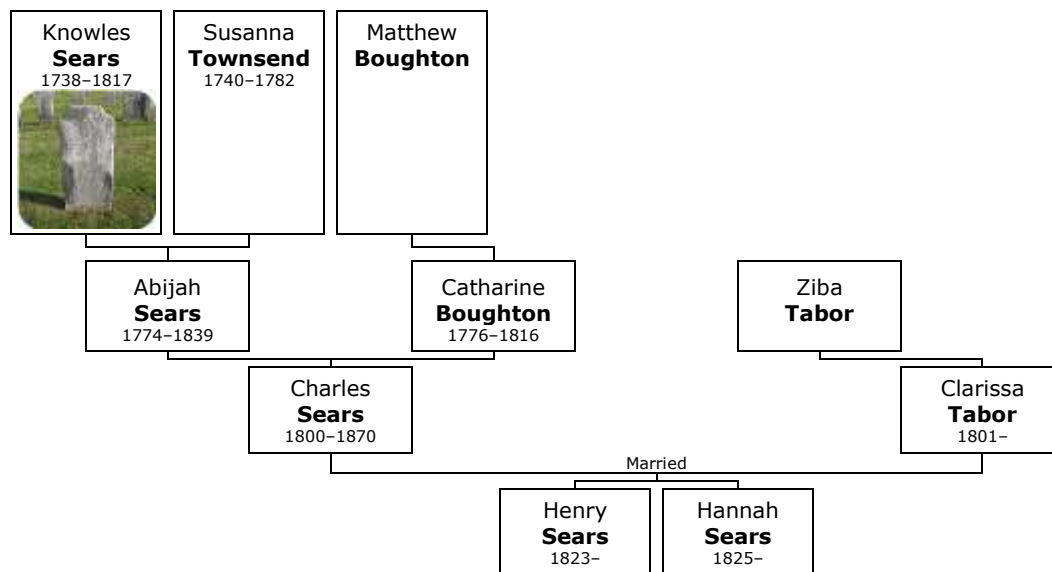 Knowles
Sears
1738–1817
Susanna
Townsend
1740–1782
Matthew
Boughton
Abijah
Sears
1774–1839
Catharine
Boughton
1776–1816
Ziba
Tabor
Charles
Sears
1800–1870
Clarissa
Tabor
1801–
Married
Henry
Sears
1823–
Hannah
Sears
1825–